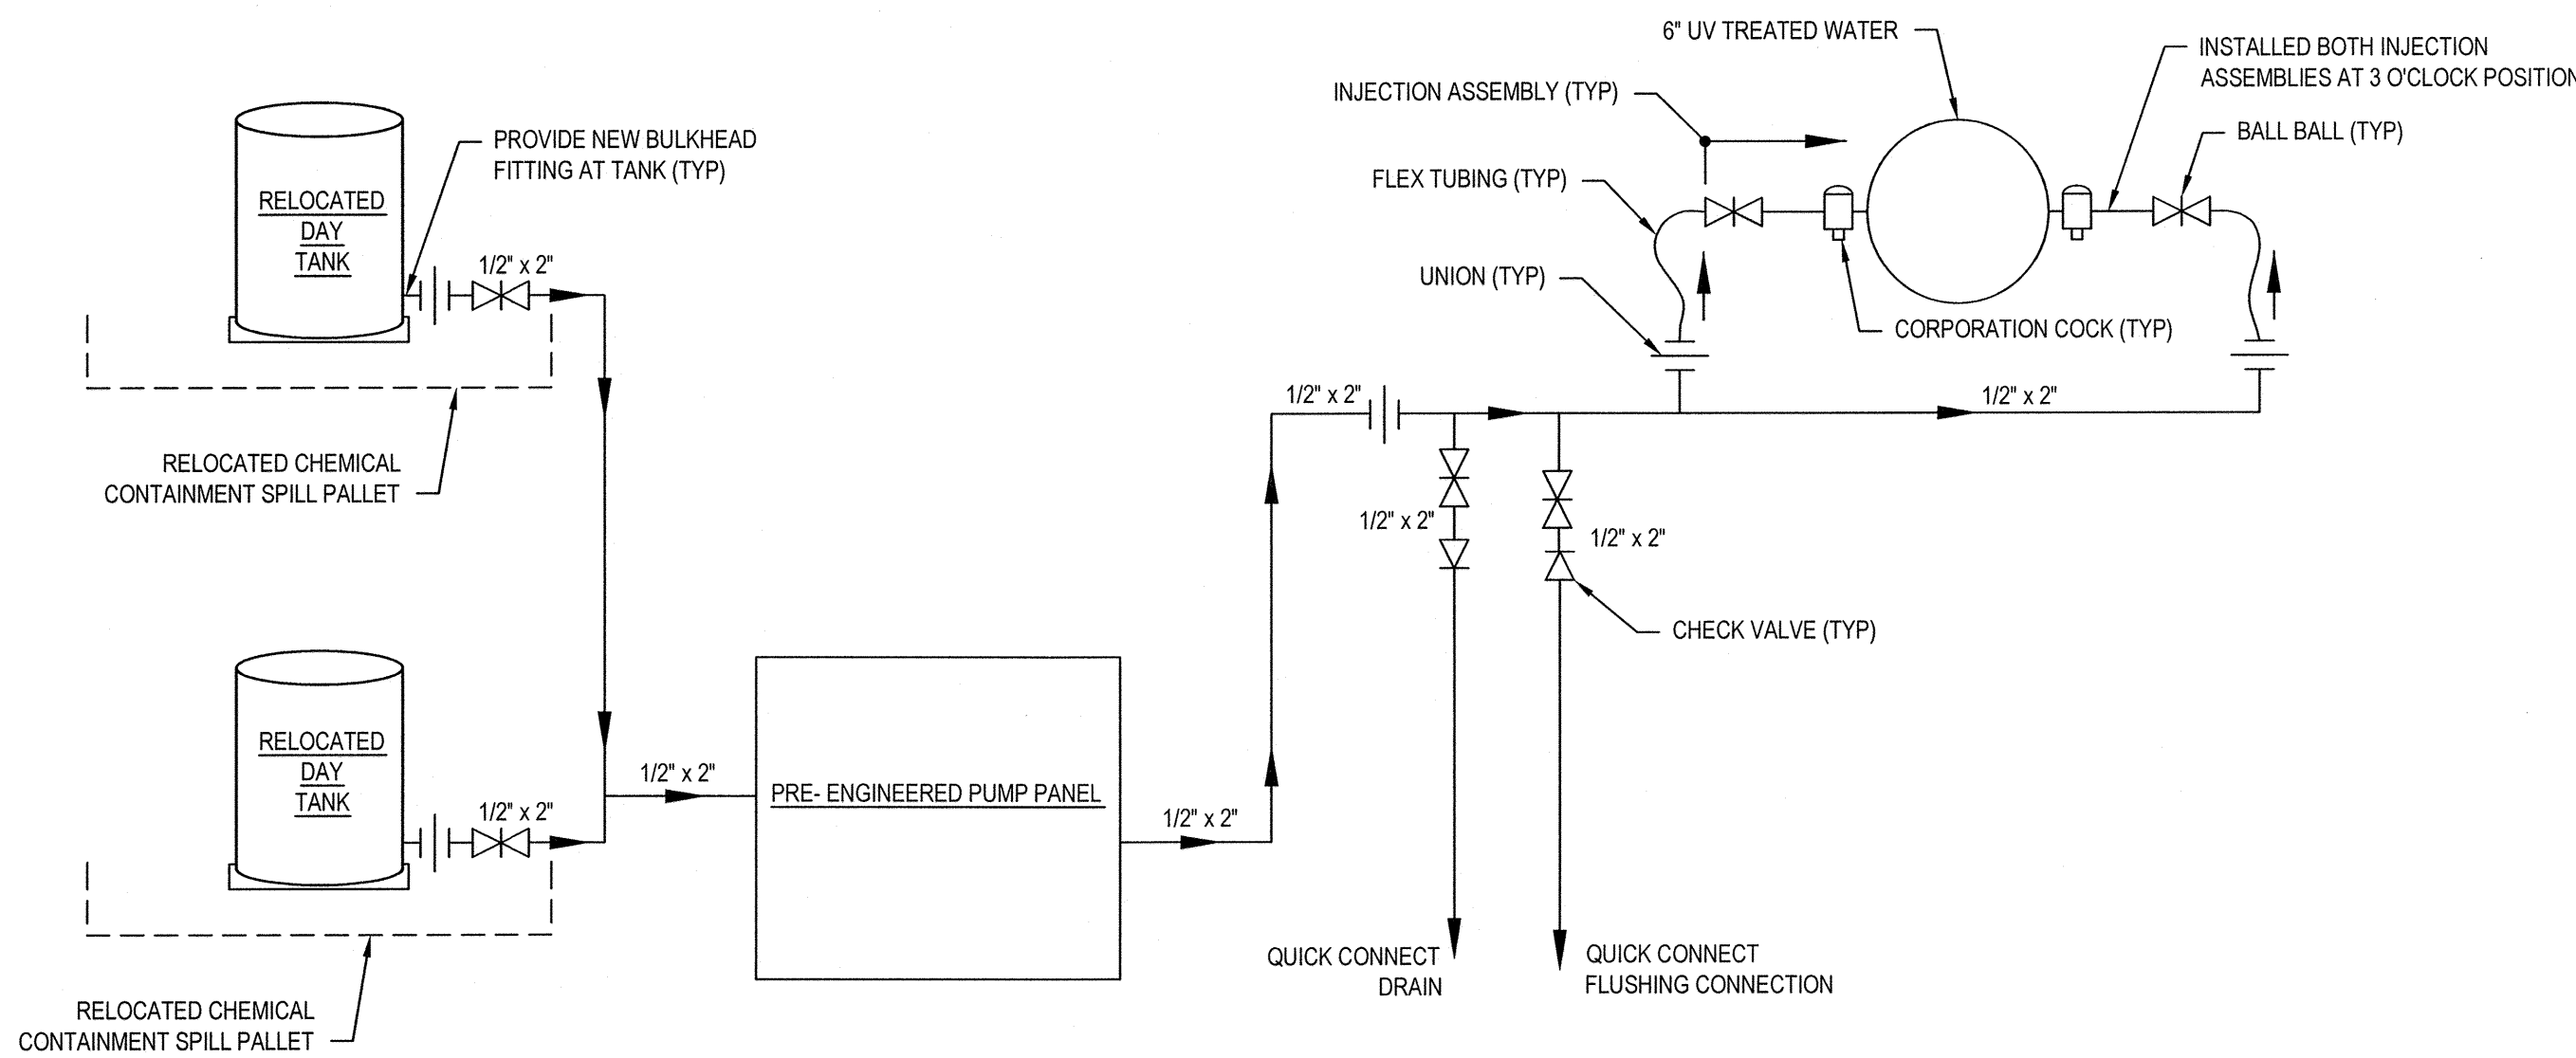 6" UV TREATED WATER
INSTALLED BOTH INJECTION
ASSEMBLIES AT 3 O'CLOCK POSITION
INJECTION ASSEMBLY (TYP)
BALL BALL (TYP)
PROVIDE NEW BULKHEAD
FITTING AT TANK (TYP)
FLEX TUBING (TYP)
RELOCATED
DAY
TANK
1/2" x 2"
UNION (TYP)
CORPORATION COCK (TYP)
1/2" x 2"
1/2" x 2"
RELOCATED CHEMICAL
CONTAINMENT SPILL PALLET
1/2" x 2"
1/2" x 2"
CHECK VALVE (TYP)
RELOCATED
DAY
TANK
1/2" x 2"
1/2" x 2"
PRE- ENGINEERED PUMP PANEL
1/2" x 2"
QUICK CONNECT
DRAIN
QUICK CONNECT
FLUSHING CONNECTION
RELOCATED CHEMICAL
CONTAINMENT SPILL PALLET